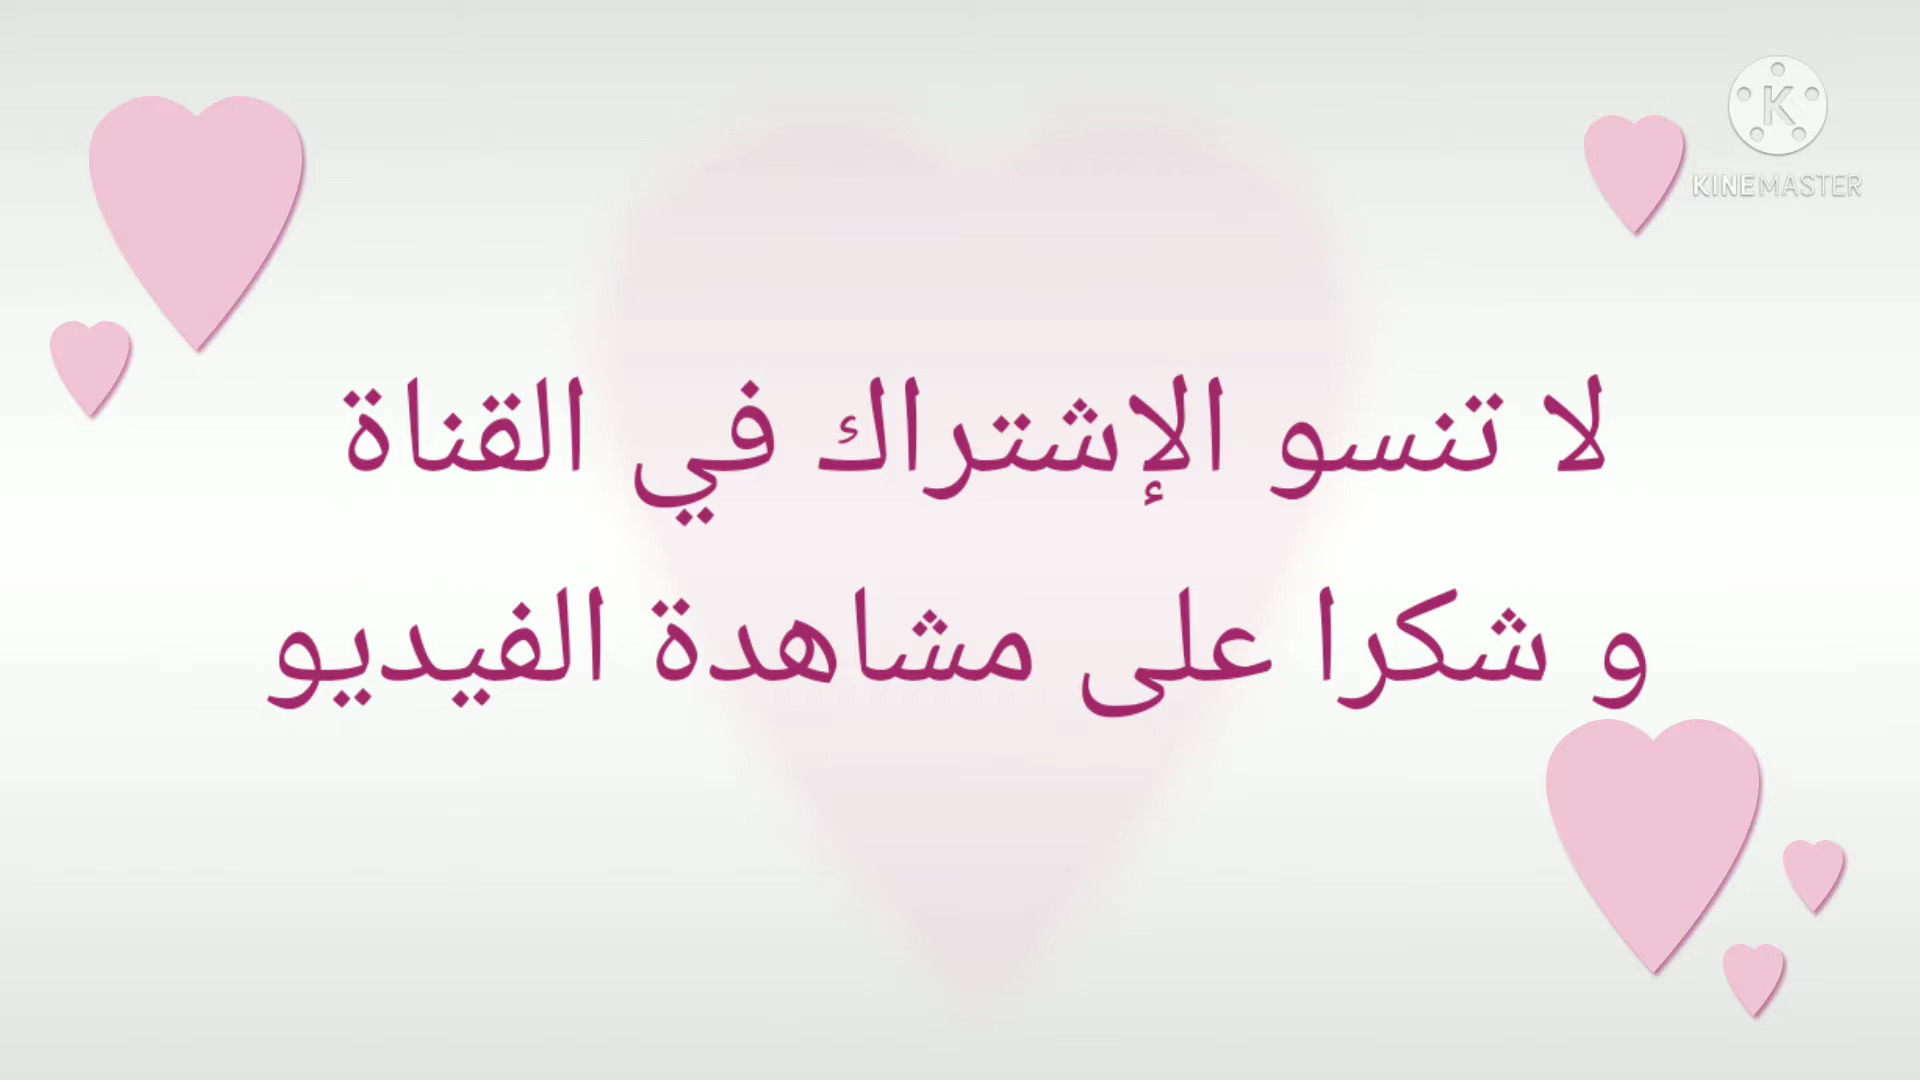 KINEMASTER
لا تنسو الإشتراك في القناة
و شكرا على مشاهدة الفيديو